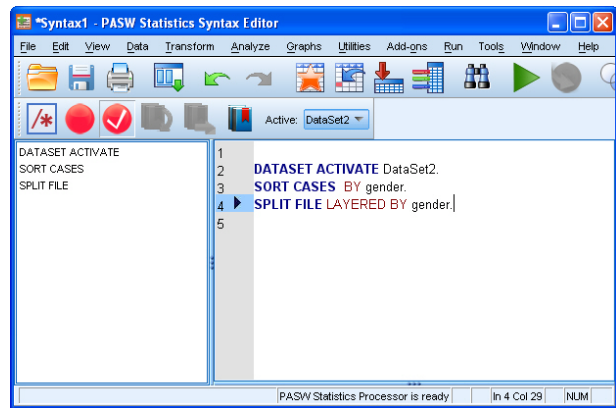 *Syntax1 - PASW Statistics Syntax Editor
File Edit View Data Transform Analyze Graphs Utilities Add-ons Run Tools Window Help
Active: DataSet2
DATASET ACTIVATE
SORT CASES
SPLIT FILE
1
2 DATASET ACTIVATE DataSet2.
3 SORT CASES BY gender.
4 SPLIT FILE LAYERED BY gender.
5
PASW Statistics Processor is ready In 4 Col 29 NUM